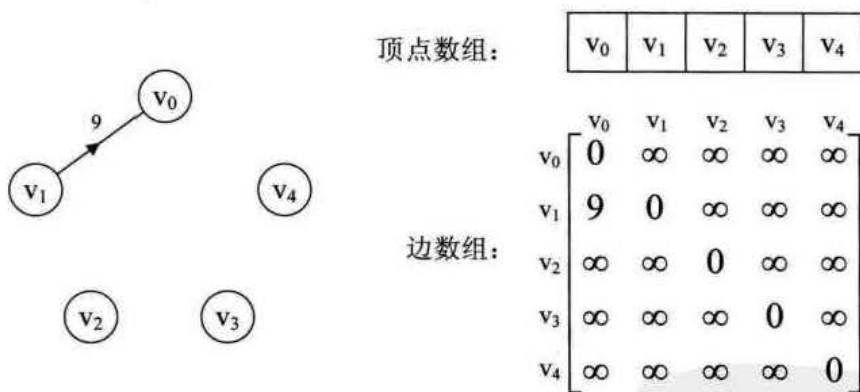 顶点数组：
v₀ v₁ v₂ v₃ v₄
v₀
9
v₁
v₄
v₂
v₃
边数组：
v₀ v₁ v₂ v₃ v₄
v₀ 0 ∞ ∞ ∞ ∞
v₁ 9 0 ∞ ∞ ∞
v₂ ∞ ∞ 0 ∞ ∞
v₃ ∞ ∞ ∞ 0 ∞
v₄ ∞ ∞ ∞ ∞ 0